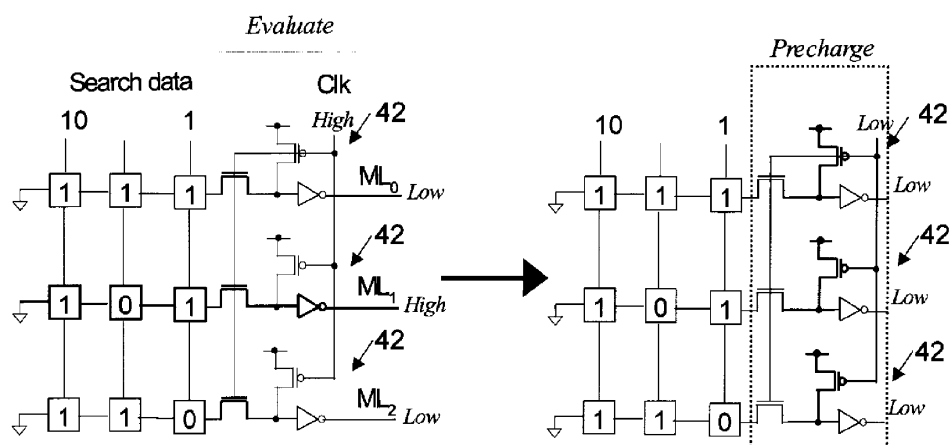 Evaluate
Search data
Clk
10 1 High 42
1 1 1 ML0 Low
42
1 0 1 ML1 High
42
1 1 0 ML2 Low
Precharge
10 1 Low 42
1 1 1 Low
42
1 0 1 Low
42
1 1 0 Low